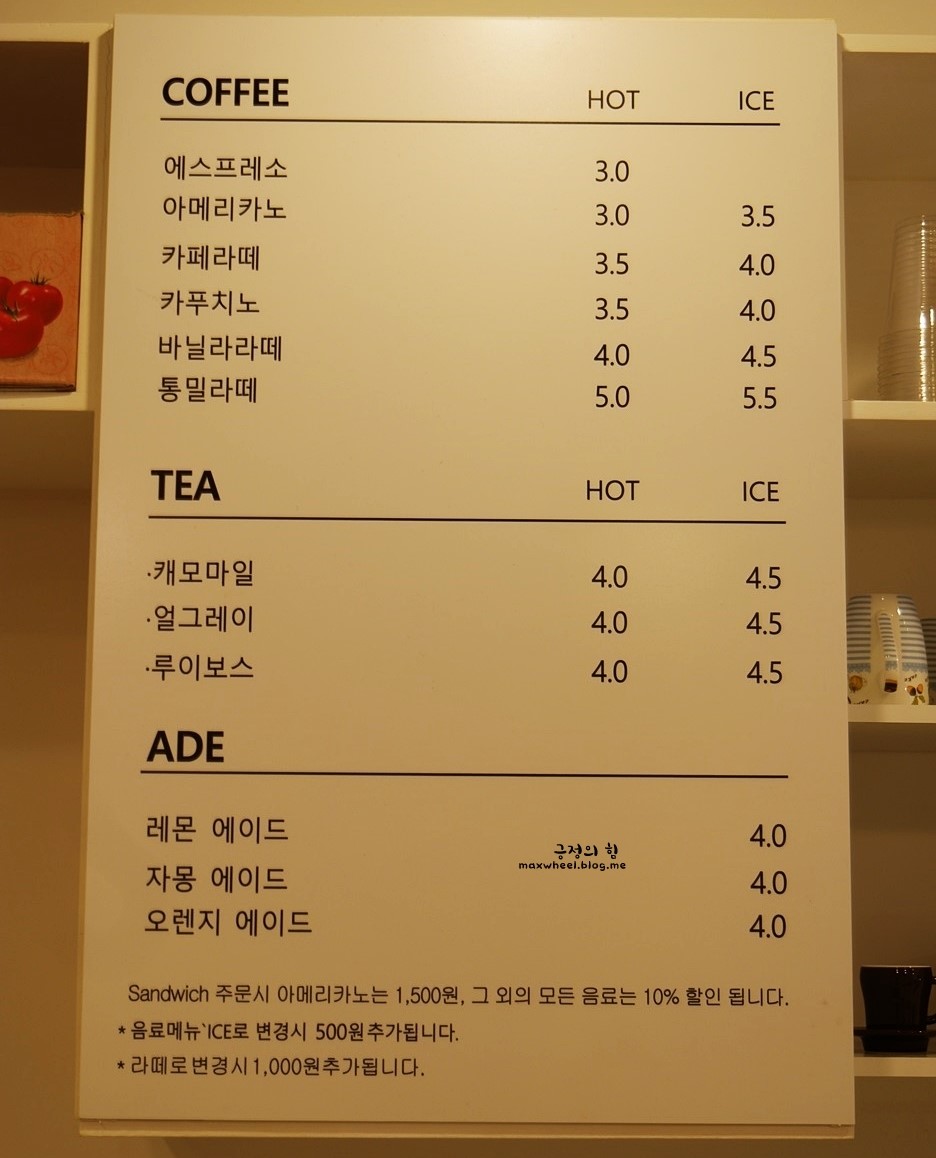 COFFEE HOT ICE
에스프레소 3.0
아메리카노 3.0 3.5
카페라떼 3.5 4.0
카푸치노 3.5 4.0
바닐라라떼 4.0 4.5
통밀라떼 5.0 5.5
TEA HOT ICE
·캐모마일 4.0 4.5
·얼그레이 4.0 4.5
·루이보스 4.0 4.5
ADE
레몬 에이드 4.0
긍정의 힘
maxwheel.blog.me
자몽 에이드 4.0
오렌지 에이드 4.0
Sandwich 주문시 아메리카노는 1,500원, 그 외의 모든 음료는 10% 할인 됩니다.
* 음료메뉴`ICE로 변경시 500원추가됩니다.
* 라떼로변경시1,000원추가됩니다.